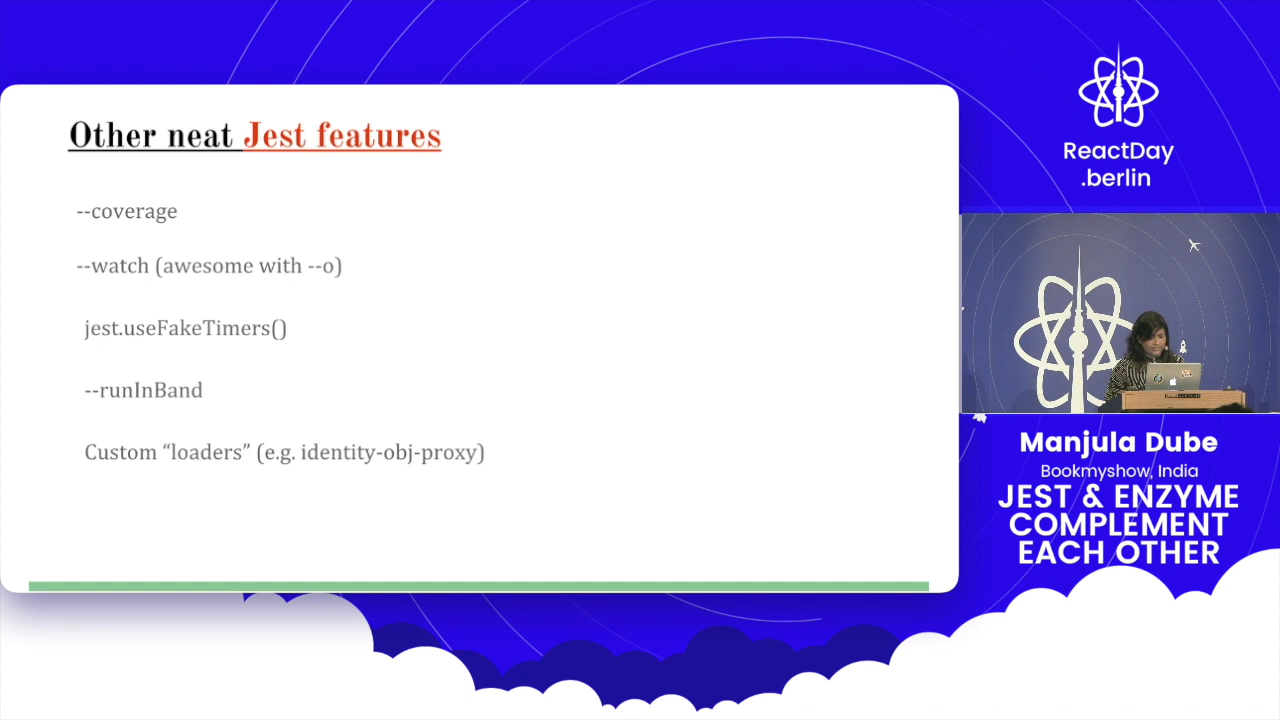 Other neat Jest features
--coverage
--watch (awesome with --o)
jest.useFakeTimers()
--runInBand
Custom “loaders” (e.g. identity-obj-proxy)
ReactDay
.berlin
Manjula Dube
Bookmyshow, India
JEST & ENZYME
COMPLEMENT
EACH OTHER